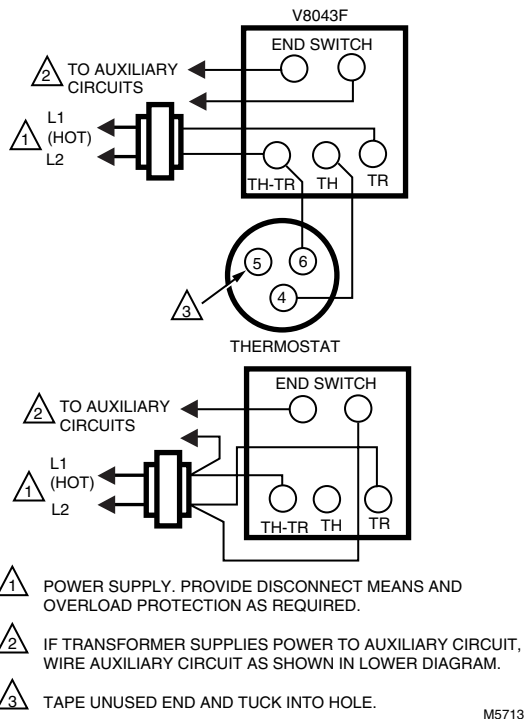 V8043F
END SWITCH
2 TO AUXILIARY
CIRCUITS
L1
1 (HOT)
L2
TH-TR TH TR
5 6
4
3
THERMOSTAT
END SWITCH
2 TO AUXILIARY
CIRCUITS
L1
1 (HOT)
L2
TH-TR TH TR
1 POWER SUPPLY. PROVIDE DISCONNECT MEANS AND
OVERLOAD PROTECTION AS REQUIRED.
2 IF TRANSFORMER SUPPLIES POWER TO AUXILIARY CIRCUIT,
WIRE AUXILIARY CIRCUIT AS SHOWN IN LOWER DIAGRAM.
3 TAPE UNUSED END AND TUCK INTO HOLE.
M5713